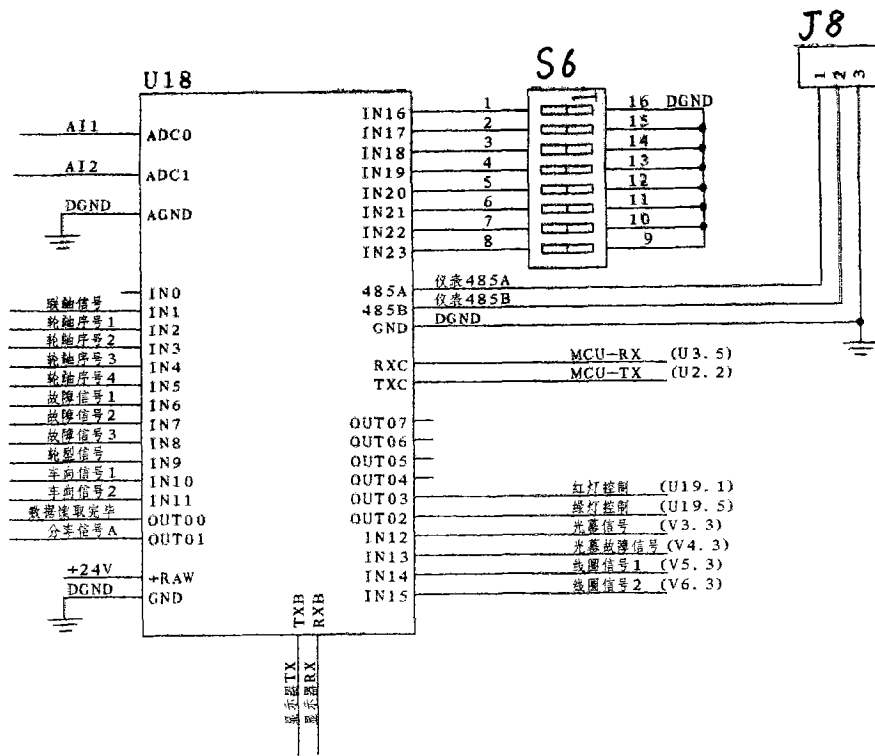 J8
1 2 3
S6
U18
AI1 ADC0
AI2 ADC1
DGND AGND
IN16 1 16 DGND
IN17 2 15
IN18 3 14
IN19 4 13
IN20 5 12
IN21 6 11
IN22 7 10
IN23 8 9
485A 仪表485A
485B 仪表485B
GND DGND
RXC MCU-RX (U3.5)
TXC MCU-TX (U2.2)
IN0
联轴信号 IN1
轮轴序号1 IN2
轮轴序号2 IN3
轮轴序号3 IN4
轮轴序号4 IN5
故障信号1 IN6
故障信号2 IN7
故障信号3 IN8
轮型信号 IN9
车向信号1 IN10
车向信号2 IN11
数据读取完毕 OUT00
分车信号A OUT01
+24V +RAW
DGND GND
OUT07
OUT06
OUT05
OUT04
OUT03 红灯控制 (U19.1)
OUT02 绿灯控制 (U19.5)
IN12 光幕信号 (V3.3)
IN13 光幕故障信号 (V4.3)
IN14 线圈信号1 (V5.3)
IN15 线圈信号2 (V6.3)
TXB
RXB
显示器TX
显示器RX